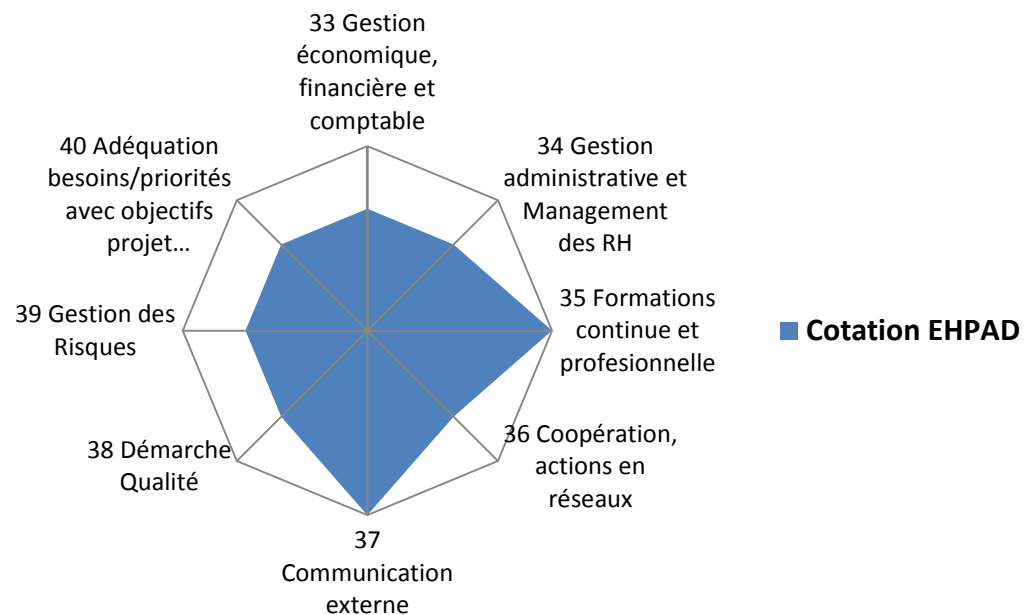 33 Gestion
économique,
financière et
comptable
34 Gestion
administrative et
Management
des RH
35 Formations
continue et
profesionnelle
36 Coopération,
actions en
réseaux
37
Communication
externe
38 Démarche
Qualité
39 Gestion des
Risques
40 Adéquation
besoins/priorités
avec objectifs
projet...
Cotation EHPAD